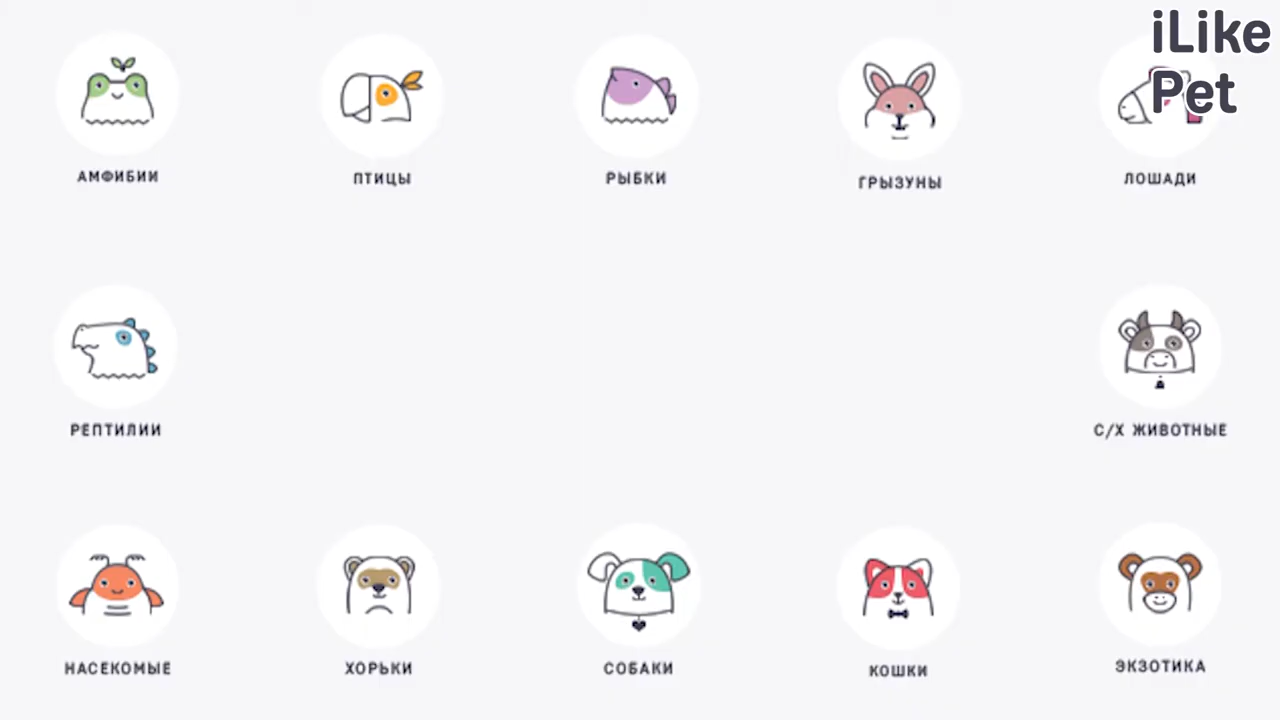 iLike
Pet
АМФИБИИ
ПТИЦЫ
РЫБКИ
ГРЫЗУНЫ
ЛОШАДИ
РЕПТИЛИИ
С/Х ЖИВОТНЫЕ
НАСЕКОМЫЕ
ХОРЬКИ
СОБАКИ
КОШКИ
ЭКЗОТИКА